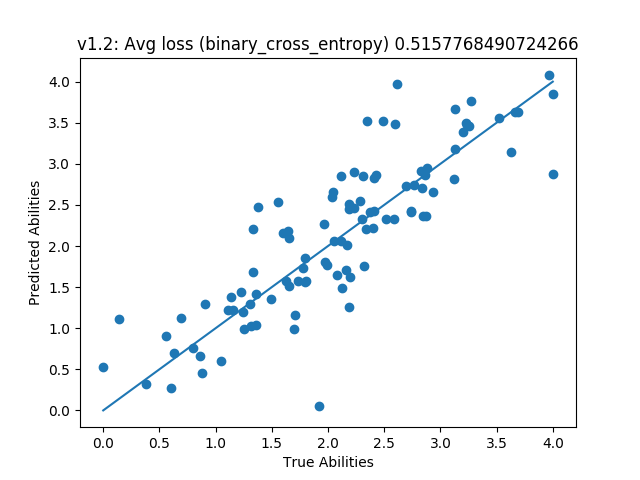 v1.2: Avg loss (binary_cross_entropy) 0.5157768490724266
4.0
3.5
3.0
2.5
2.0
1.5
1.0
0.5
0.0
Predicted Abilities
0.0 0.5 1.0 1.5 2.0 2.5 3.0 3.5 4.0
True Abilities